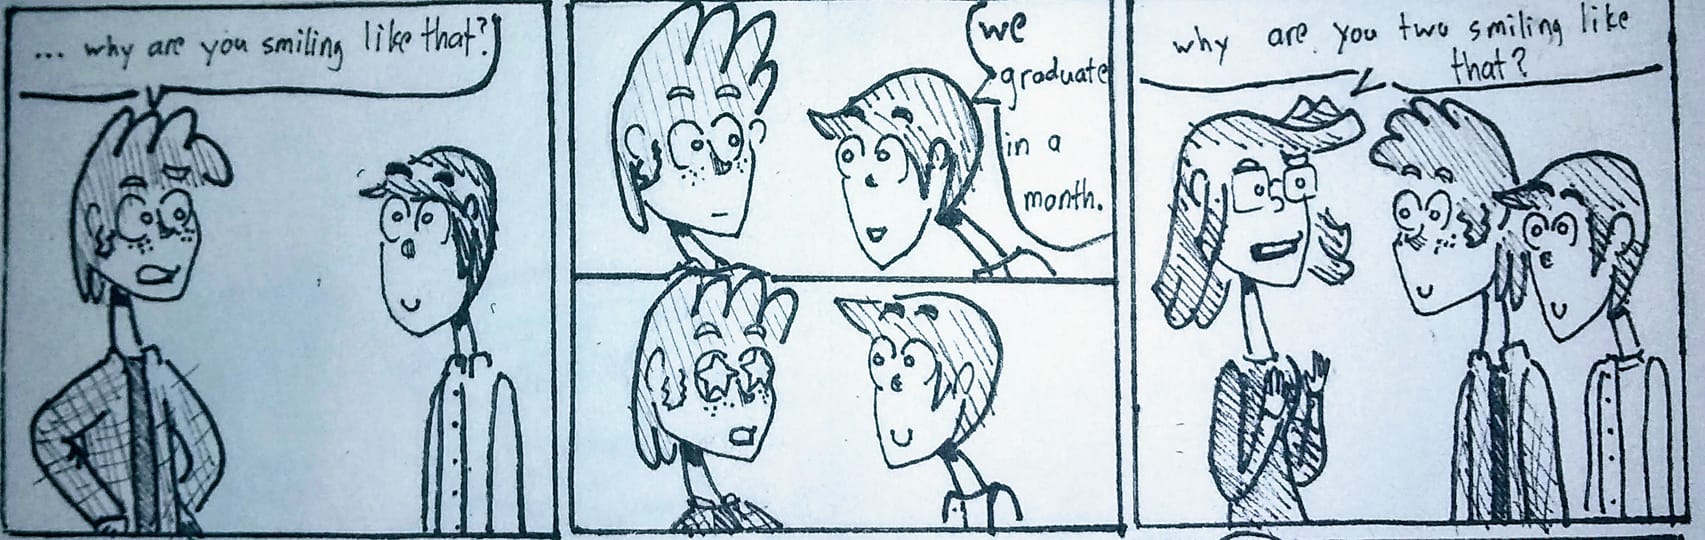 ... why are you smiling like that?
we
graduate
in a
month.
why are you two smiling like
that?